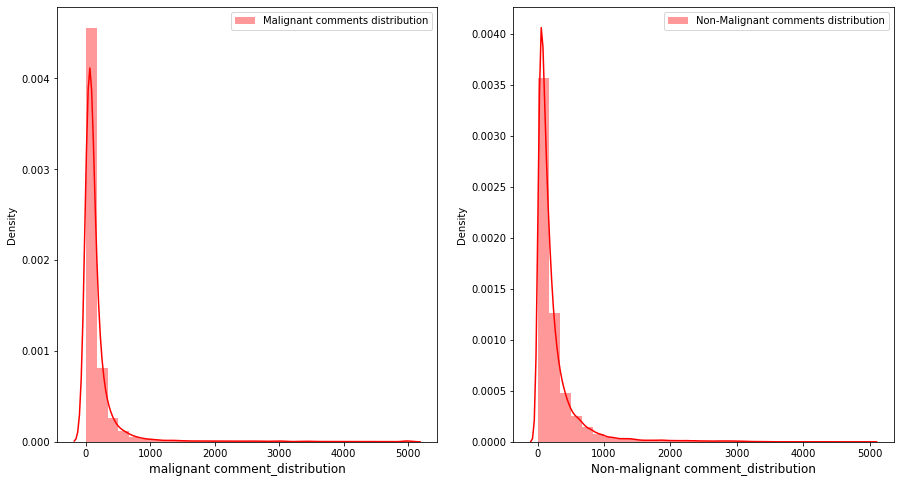 Malignant comments distribution
Density
0.004
0.003
0.002
0.001
0.000
0 1000 2000 3000 4000 5000
malignant comment_distribution
Non-Malignant comments distribution
Density
0.0040
0.0035
0.0030
0.0025
0.0020
0.0015
0.0010
0.0005
0.0000
0 1000 2000 3000 4000 5000
Non-malignant comment_distribution